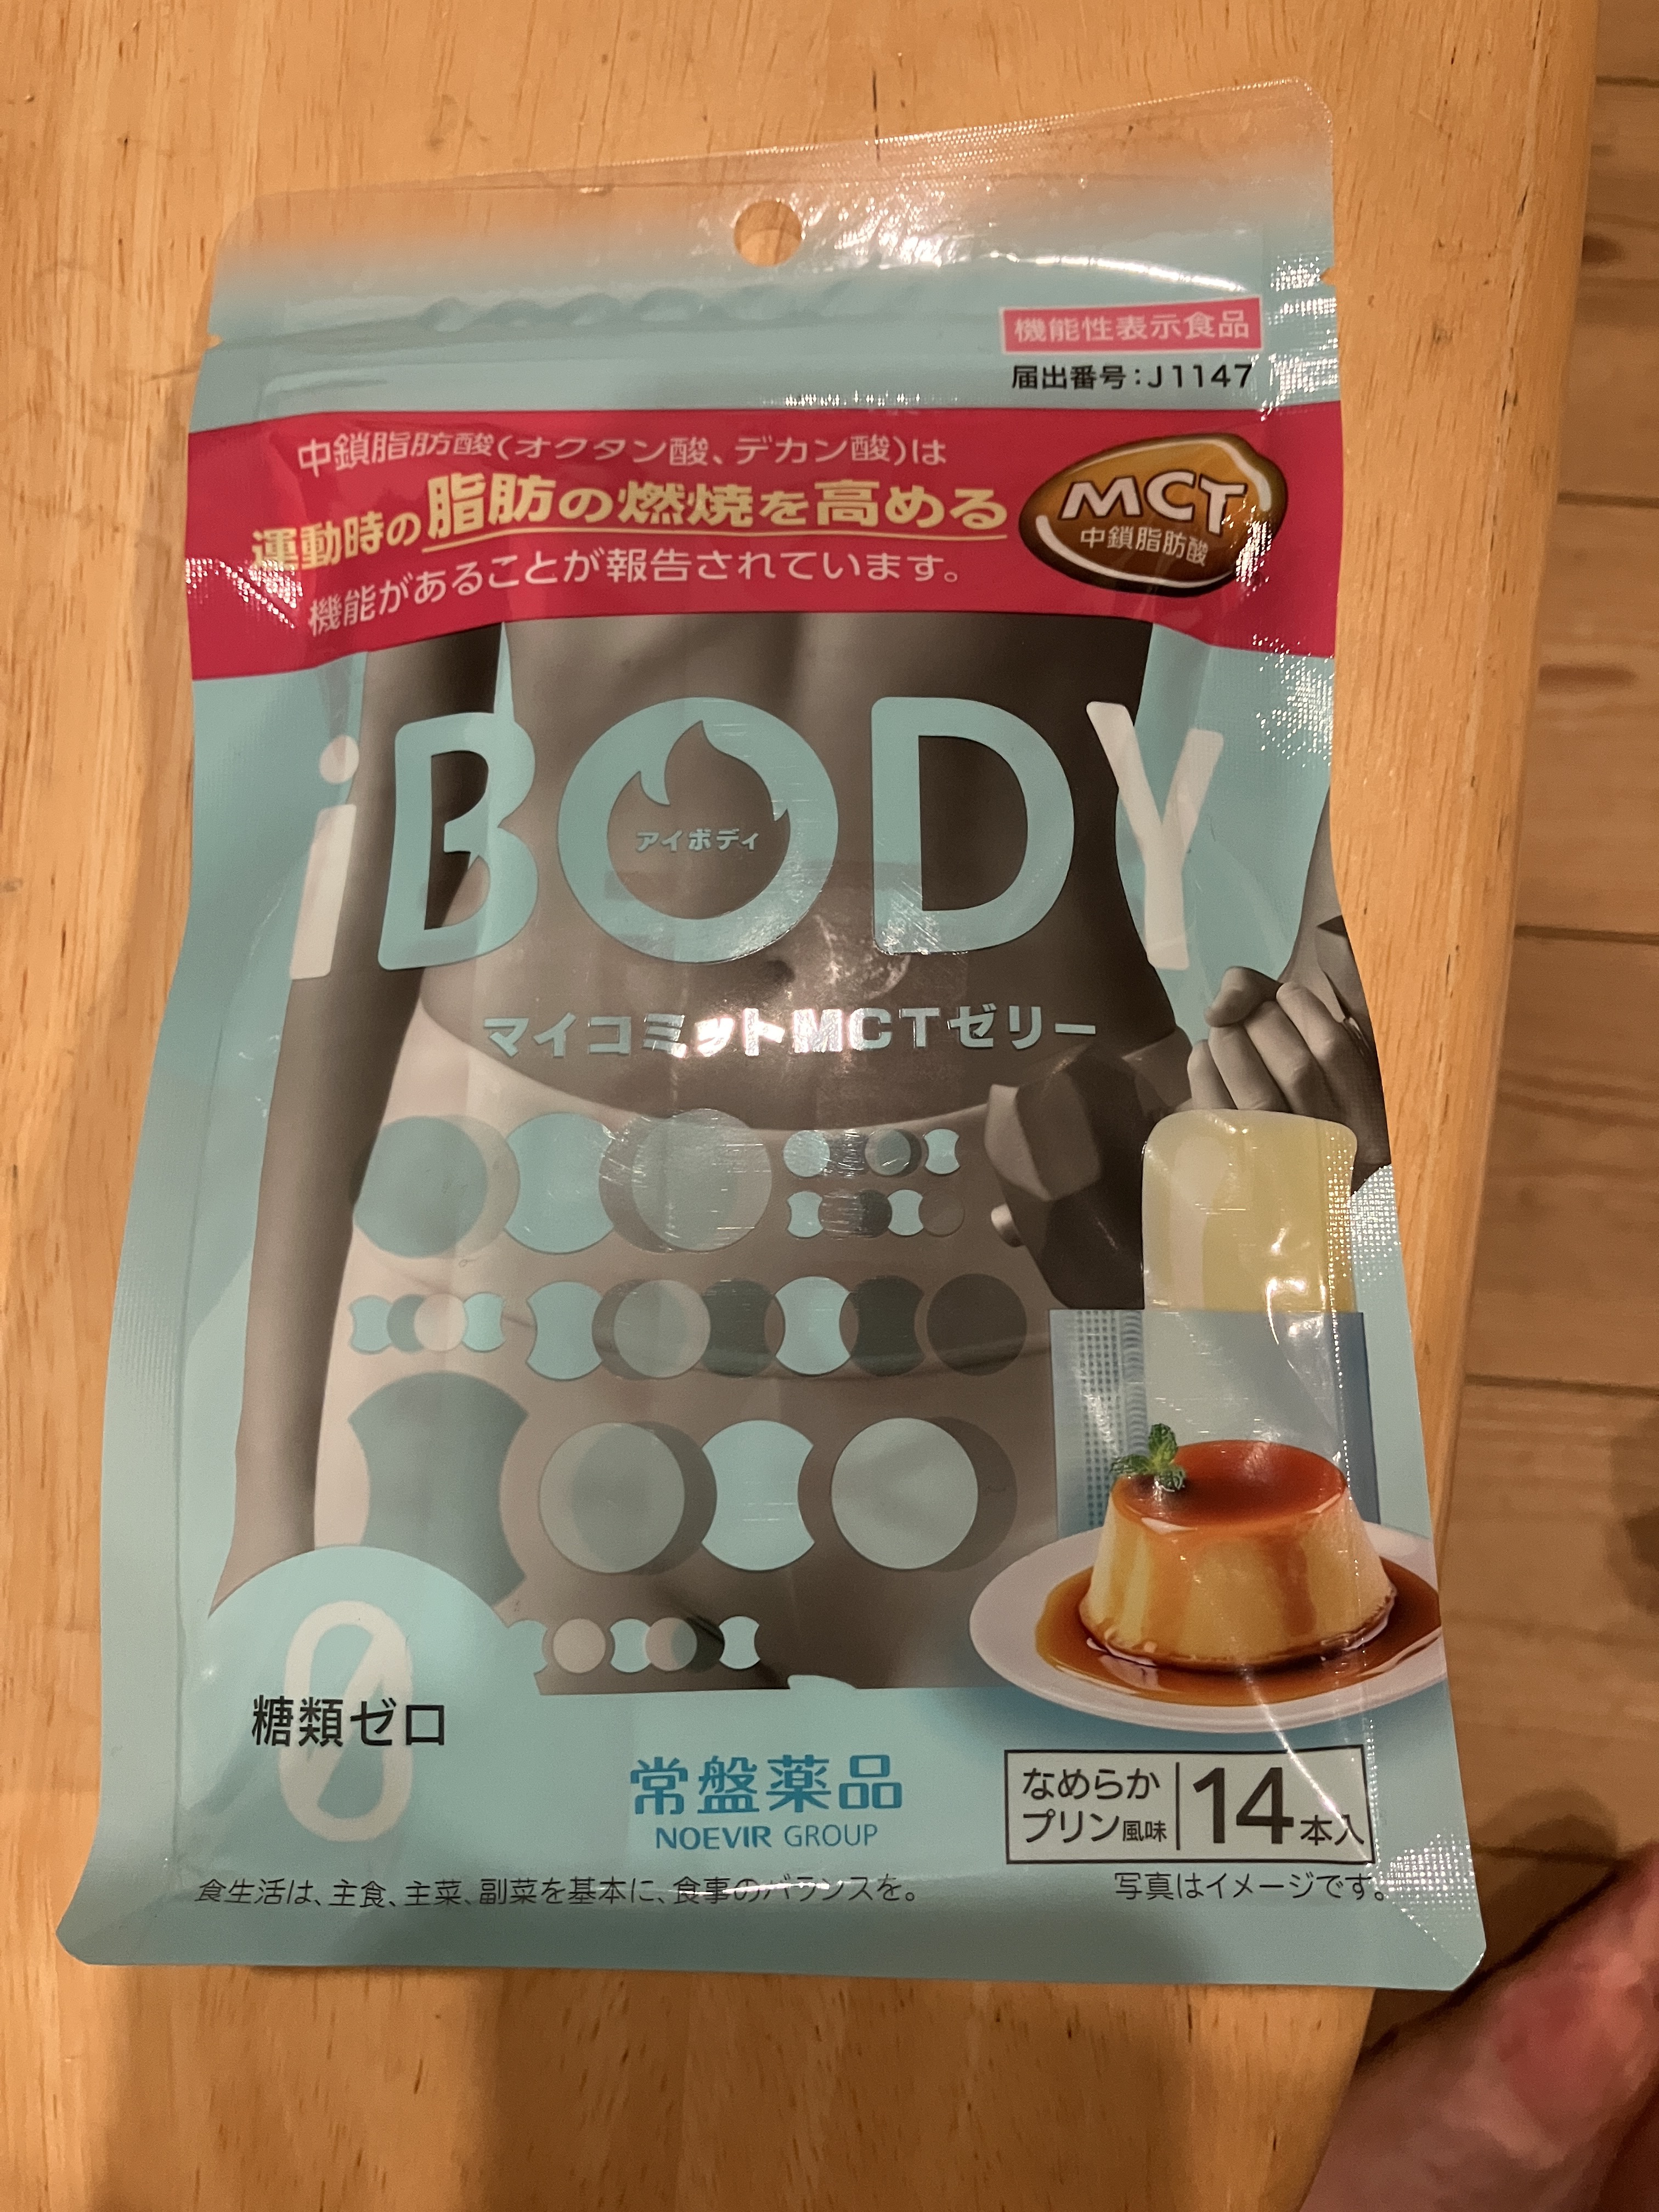 機能性表示食品
届出番号:J1147
中鎖脂肪酸(オクタン酸、デカン酸)は
運動時の脂肪の燃焼を高める
機能があることが報告されています。
MCT
中鎖脂肪酸
iBODY
アイボディ
マイコミットMCTゼリー
0
糖類ゼロ
常盤薬品
NOEVIR GROUP
なめらか
プリン風味
14本入
食生活は、主食、主菜、副菜を基本に、食事のバランスを。
写真はイメージです。